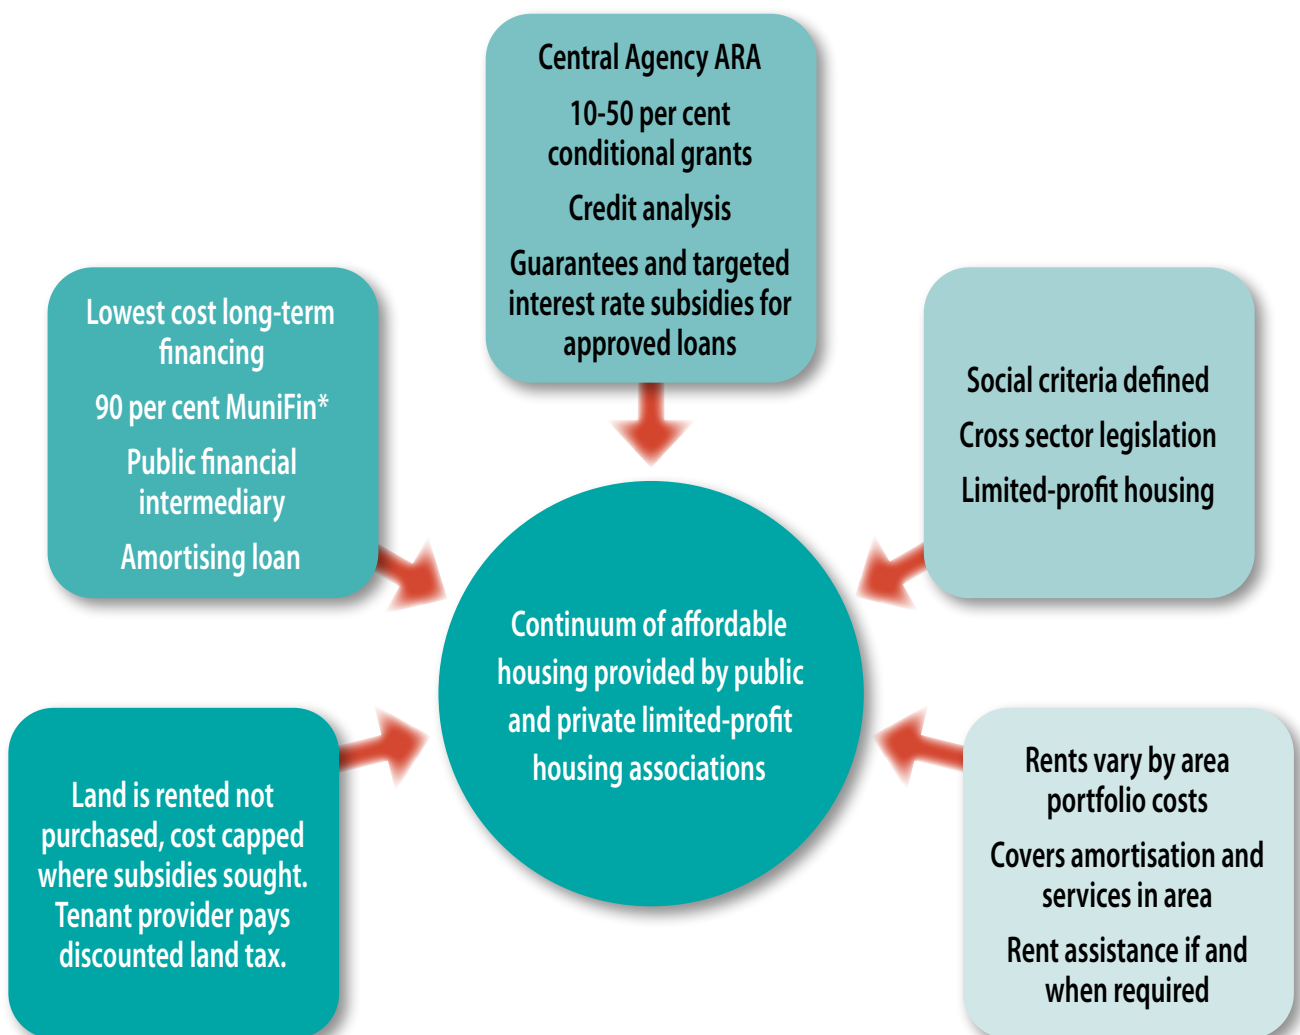 Central Agency ARA
10-50 per cent
conditional grants
Credit analysis
Guarantees and targeted
interest rate subsidies for
approved loans
Lowest cost long-term
financing
90 per cent MuniFin*
Public financial
intermediary
Amortising loan
Social criteria defined
Cross sector legislation
Limited-profit housing
Continuum of affordable
housing provided by public
and private limited-profit
housing associations
Land is rented not
purchased, cost capped
where subsidies sought.
Tenant provider pays
discounted land tax.
Rents vary by area
portfolio costs
Covers amortisation and
services in area
Rent assistance if and
when required